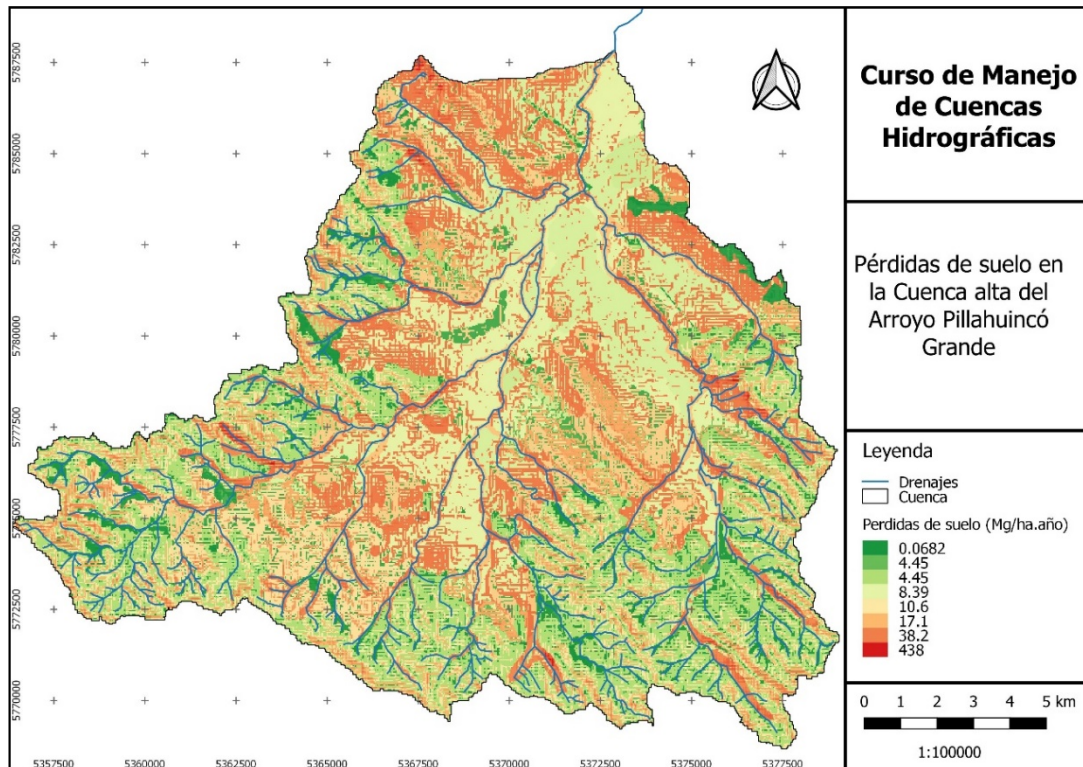 Curso de Manejo
de Cuencas
Hidrográficas
Pérdidas de suelo en
la Cuenca alta del
Arroyo Pillahuincó
Grande
Leyenda
Drenajes
Cuenca
Perdidas de suelo (Mg/ha.año)
0.0682
4.45
4.45
8.39
10.6
17.1
38.2
438
0 1 2 3 4 5 km
1:100000
5787500
5785000
5782500
5780000
5777500
5775000
5772500
5770000
5357500 5360000 5362500 5365000 5367500 5370000 5372500 5375000 5377500